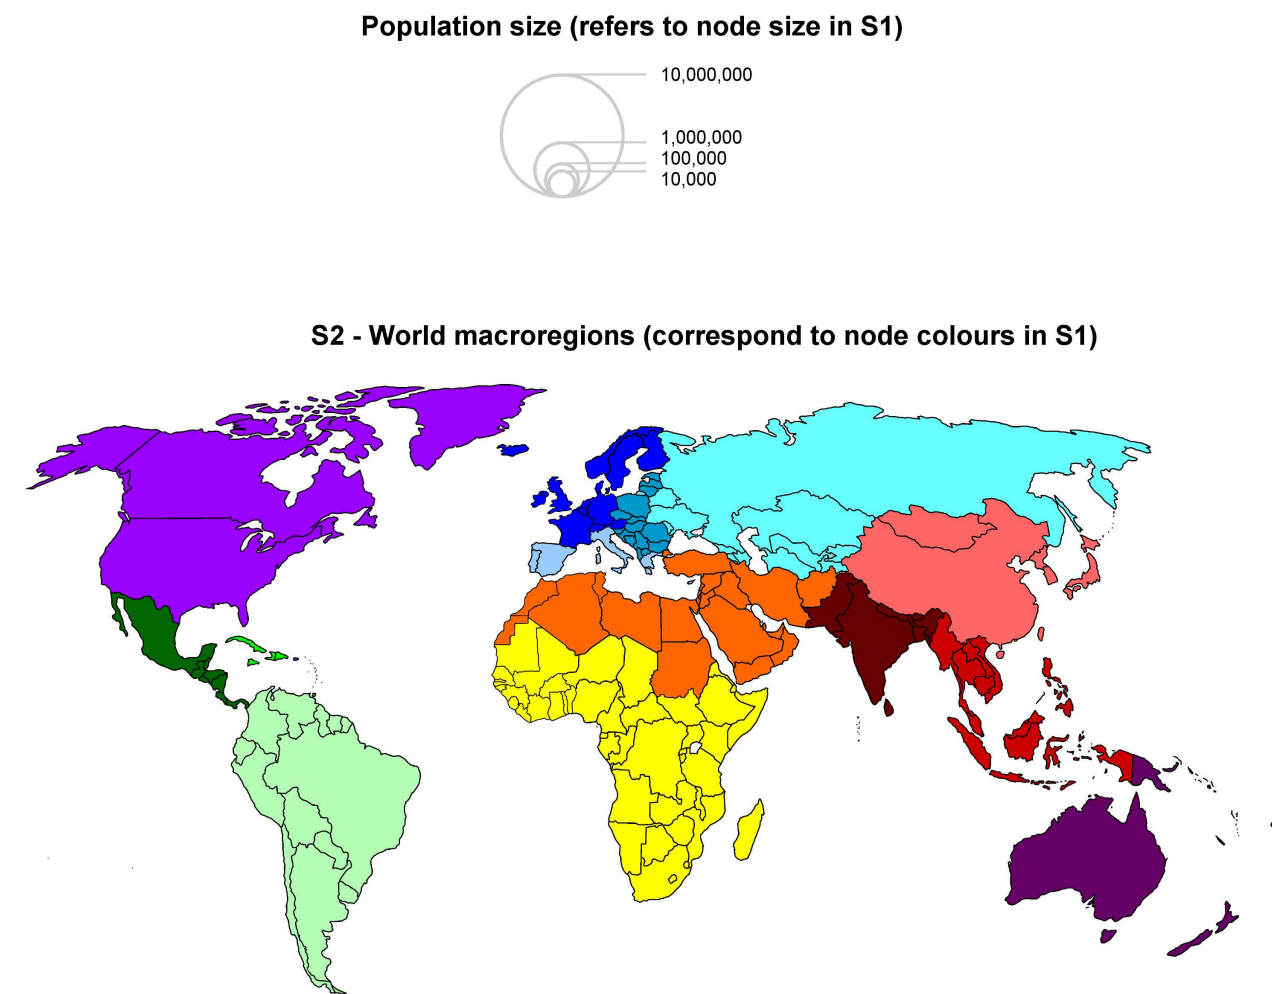 Population size (refers to node size in S1)
10,000,000
1,000,000
100,000
10,000
S2 - World macroregions (correspond to node colours in S1)